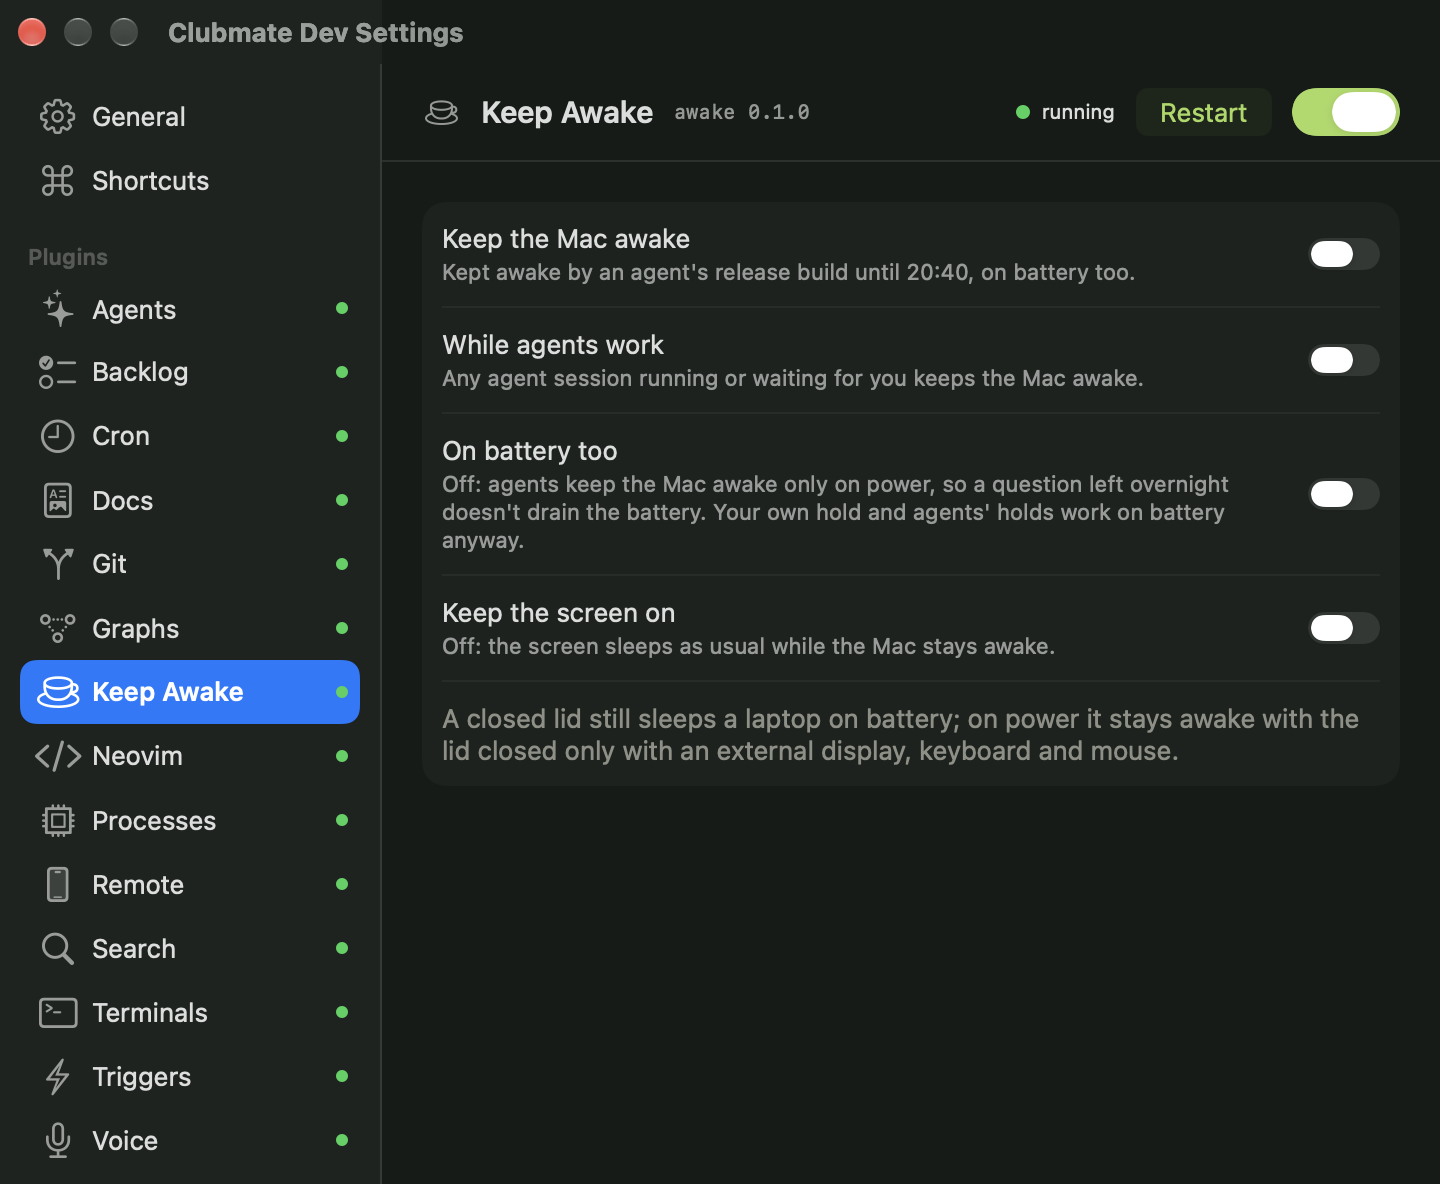 Clubmate Dev Settings
General
Shortcuts
Plugins
Agents
Backlog
Cron
Docs
Git
Graphs
Keep Awake
Neovim
Processes
Remote
Search
Terminals
Triggers
Voice
Keep Awake awake 0.1.0 running Restart
Keep the Mac awake
Kept awake by an agent's release build until 20:40, on battery too.
While agents work
Any agent session running or waiting for you keeps the Mac awake.
On battery too
Off: agents keep the Mac awake only on power, so a question left overnight
doesn't drain the battery. Your own hold and agents' holds work on battery
anyway.
Keep the screen on
Off: the screen sleeps as usual while the Mac stays awake.
A closed lid still sleeps a laptop on battery; on power it stays awake with the
lid closed only with an external display, keyboard and mouse.